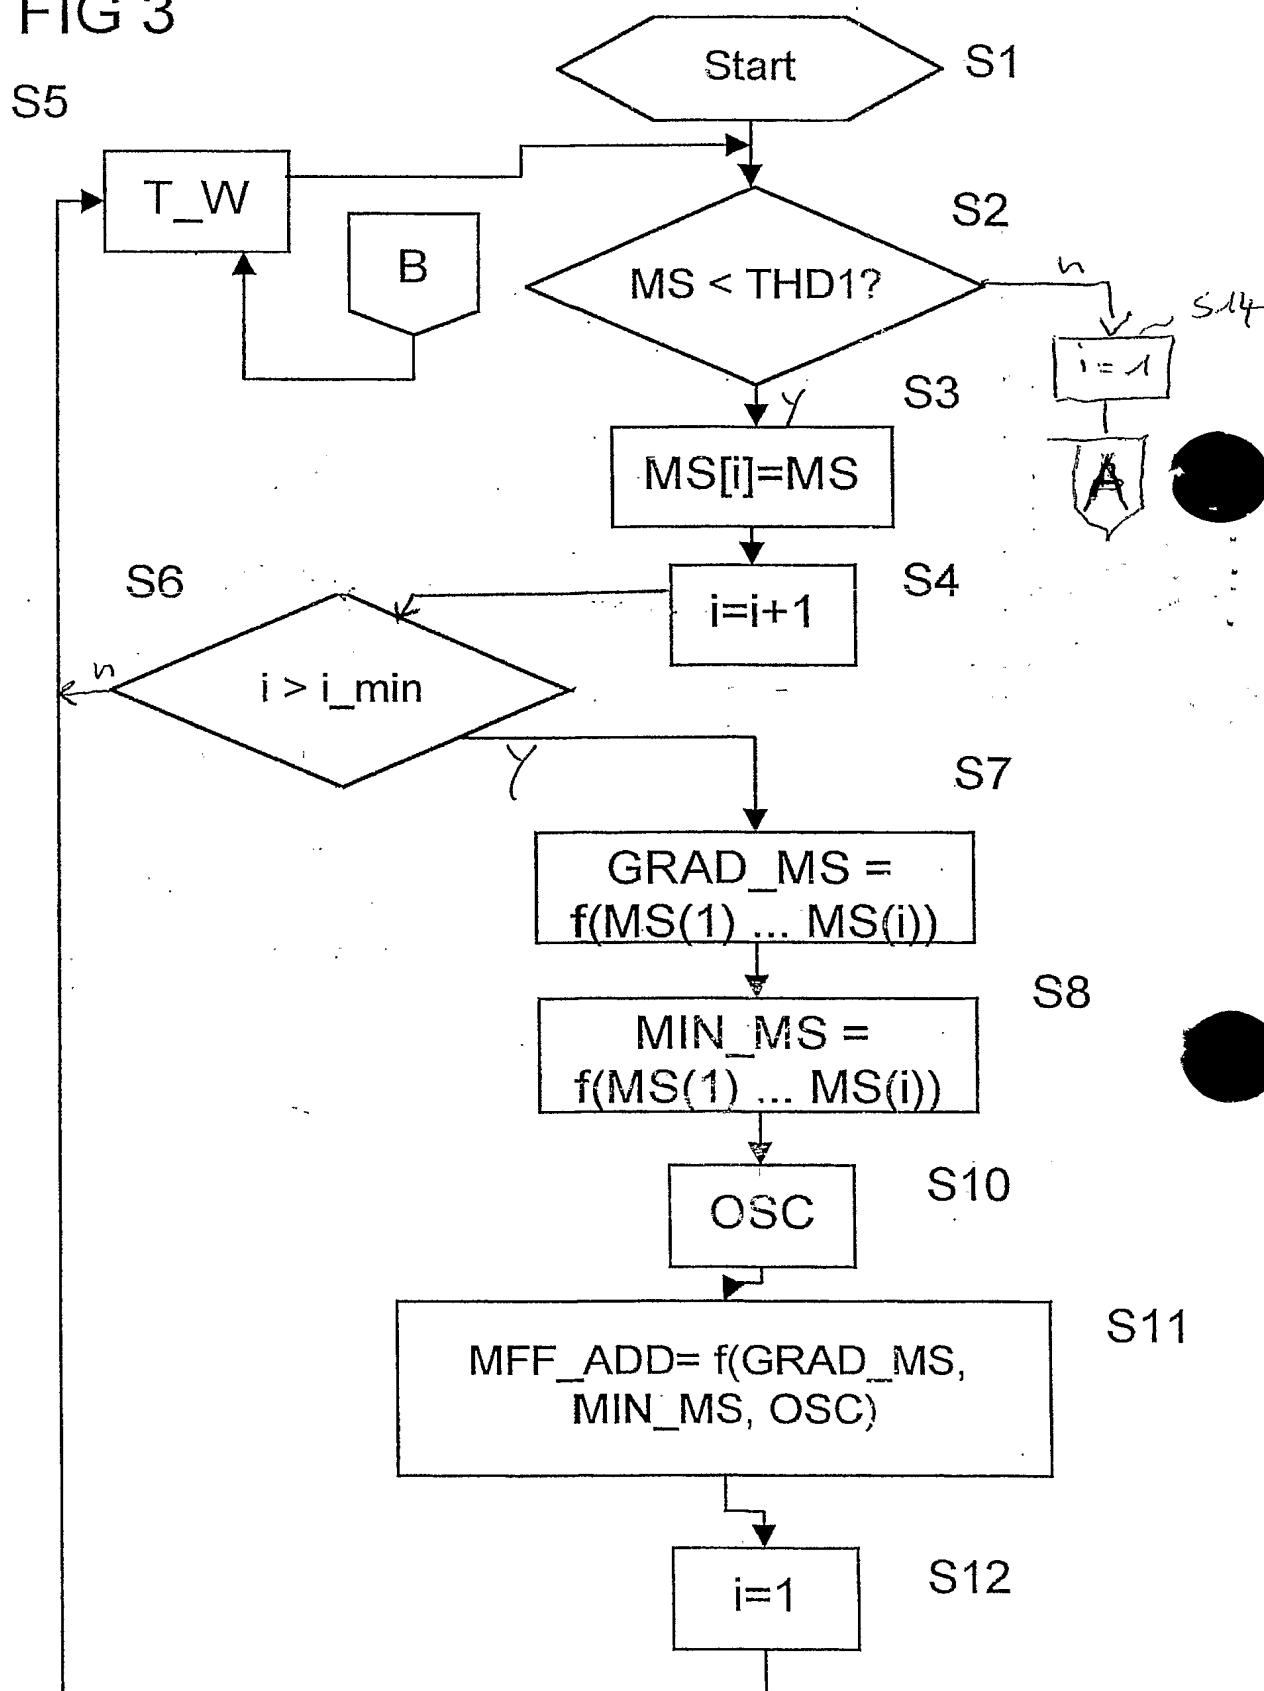 FIG 3
Start
S1
S5
T_W
B
S2
MS < THD1?
n
S14
i = 1
A
S3
y
MS[i]=MS
S4
i=i+1
S6
i > i_min
n
y
S7
GRAD_MS =
f(MS(1) ... MS(i))
S8
MIN_MS =
f(MS(1) ... MS(i))
S10
OSC
S11
MFF_ADD= f(GRAD_MS,
MIN_MS, OSC)
S12
i=1